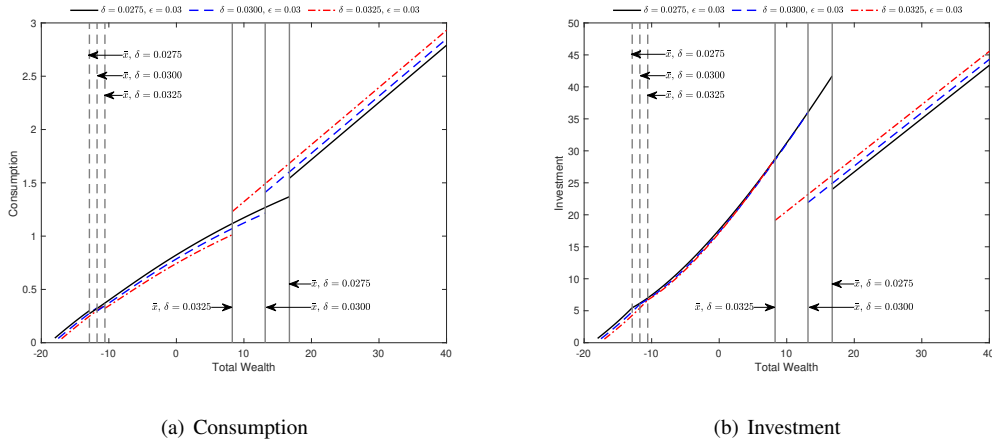 δ = 0.0275, ϵ = 0.03 δ = 0.0300, ϵ = 0.03 δ = 0.0325, ϵ = 0.03
3
2.5
2
1.5
1
0.5
0
Consumption
x̃, δ = 0.0275
x̃, δ = 0.0300
x̃, δ = 0.0325
x̄, δ = 0.0275
x̄, δ = 0.0325
x̄, δ = 0.0300
-20 -10 0 10 20 30 40
Total Wealth
(a) Consumption
δ = 0.0275, ϵ = 0.03 δ = 0.0300, ϵ = 0.03 δ = 0.0325, ϵ = 0.03
50
45
40
35
30
25
20
15
10
5
0
Investment
x̃, δ = 0.0275
x̃, δ = 0.0300
x̃, δ = 0.0325
x̄, δ = 0.0275
x̄, δ = 0.0325
x̄, δ = 0.0300
-20 -10 0 10 20 30 40
Total Wealth
(b) Investment